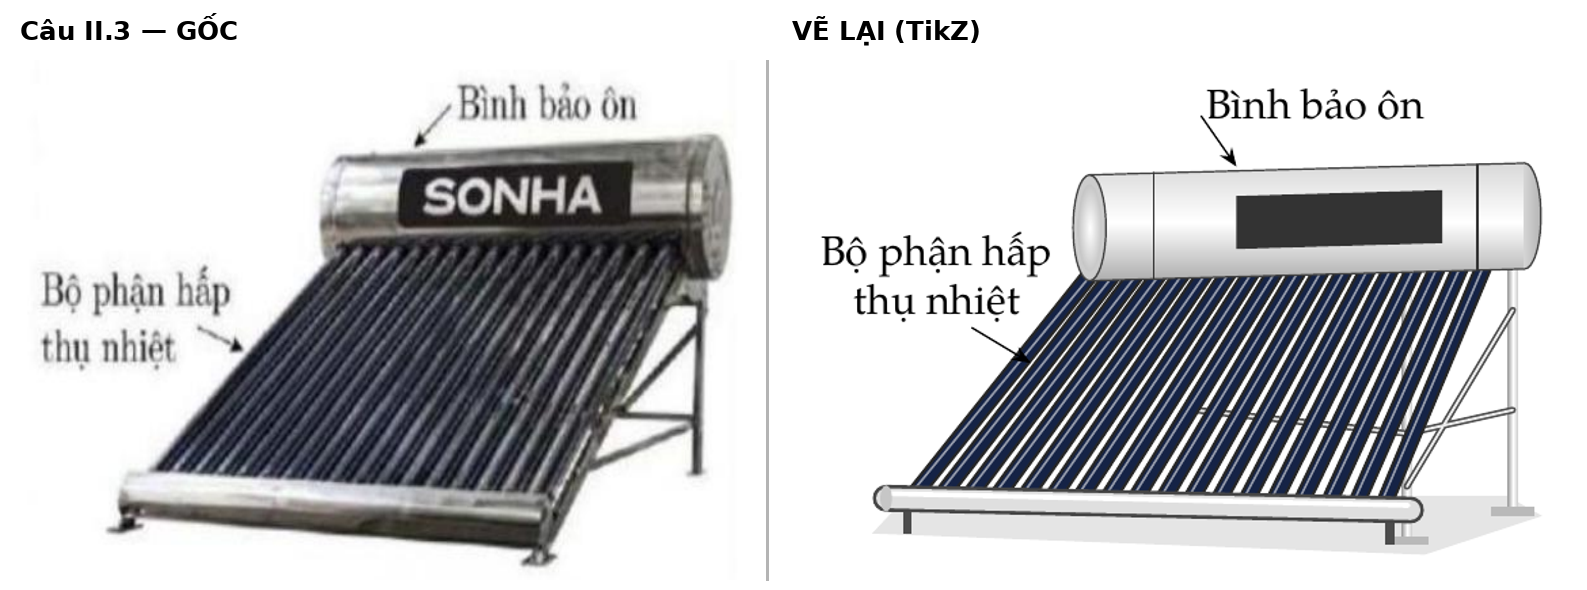 Câu II.3 — GỐC
VẼ LẠI (TikZ)
Bình bảo ôn
SONHA
Bộ phận hấp
thụ nhiệt
Bình bảo ôn
Bộ phận hấp
thụ nhiệt